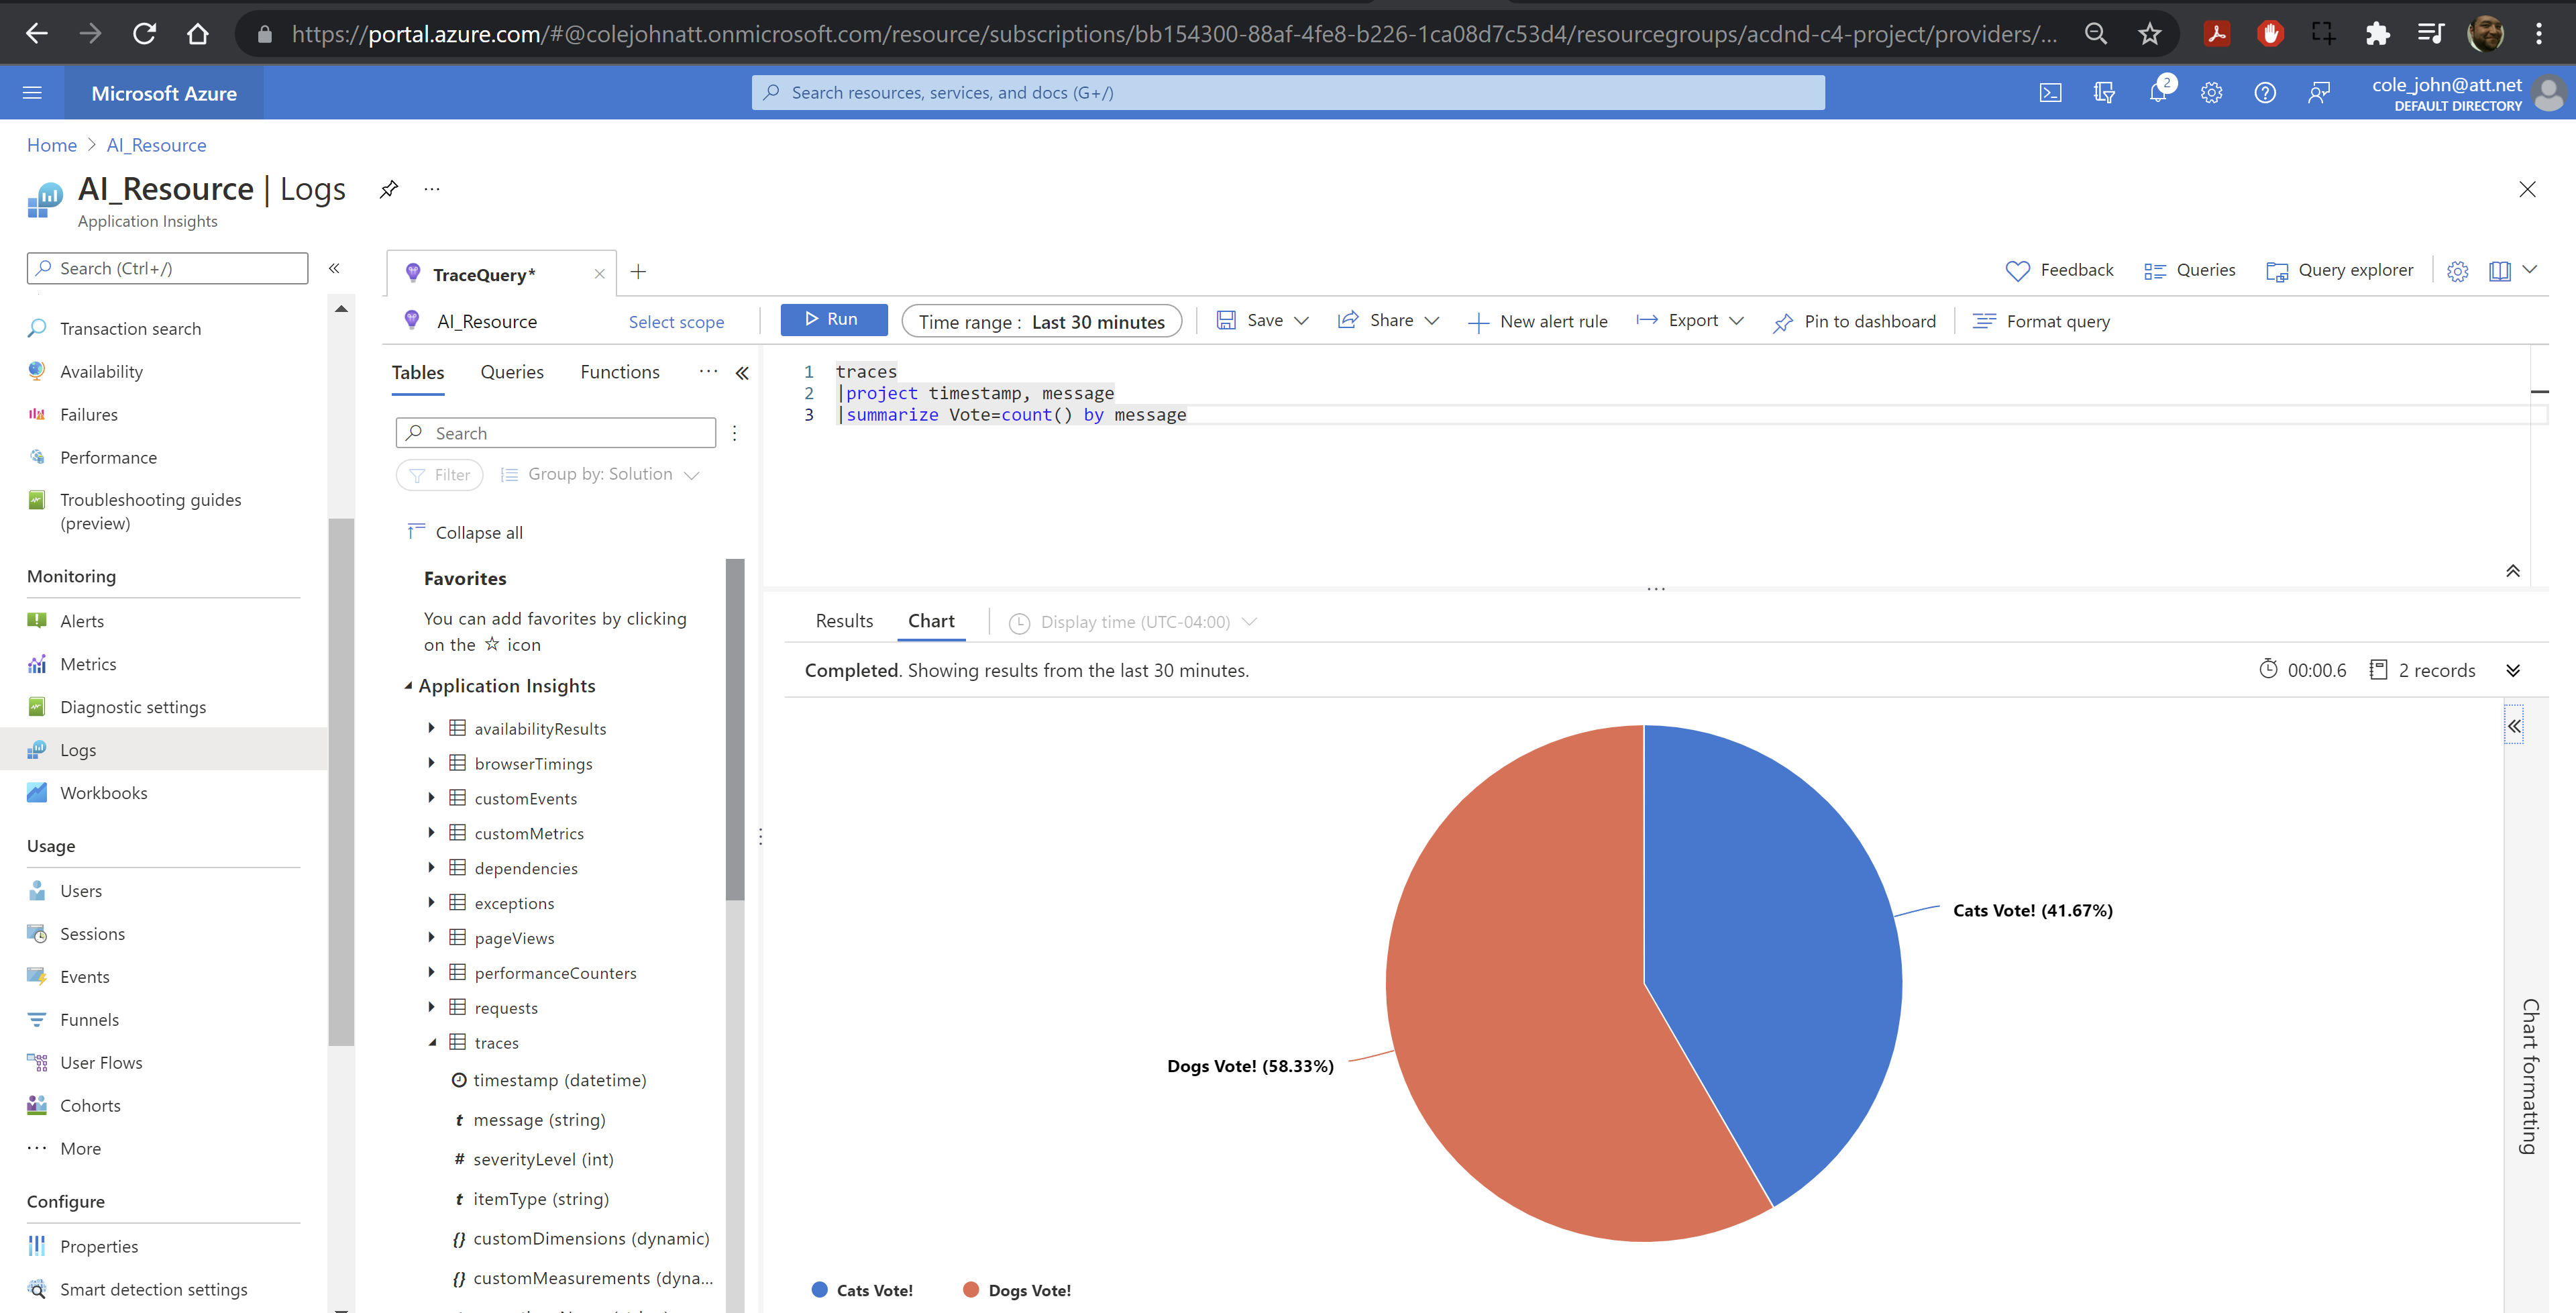 https://portal.azure.com/#@colejohnatt.onmicrosoft.com/resource/subscriptions/bb154300-88af-4fe8-b226-1ca08d7c53d4/resourcegroups/acdnd-c4-project/providers/...
Microsoft Azure
Search resources, services, and docs (G+/)
2
cole_john@att.net
DEFAULT DIRECTORY
Home > AI_Resource
AI_Resource | Logs
Application Insights
Search (Ctrl+/)
Transaction search
Availability
Failures
Performance
Troubleshooting guides
(preview)
Monitoring
Alerts
Metrics
Diagnostic settings
Logs
Workbooks
Usage
Users
Sessions
Events
Funnels
User Flows
Cohorts
More
Configure
Properties
Smart detection settings
TraceQuery*
Feedback
Queries
Query explorer
AI_Resource
Select scope
Run
Time range : Last 30 minutes
Save
Share
New alert rule
Export
Pin to dashboard
Format query
Tables Queries Functions
Search
Filter
Group by: Solution
Collapse all
Favorites
You can add favorites by clicking
on the ☆ icon
Application Insights
availabilityResults
browserTimings
customEvents
customMetrics
dependencies
exceptions
pageViews
performanceCounters
requests
traces
timestamp (datetime)
t message (string)
# severityLevel (int)
t itemType (string)
{} customDimensions (dynamic)
{} customMeasurements (dyna...
1 traces
2 |project timestamp, message
3 |summarize Vote=count() by message
Results Chart
Display time (UTC-04:00)
Completed. Showing results from the last 30 minutes.
00:00.6
2 records
Cats Vote! (41.67%)
Dogs Vote! (58.33%)
Cats Vote!
Dogs Vote!
Chart formatting